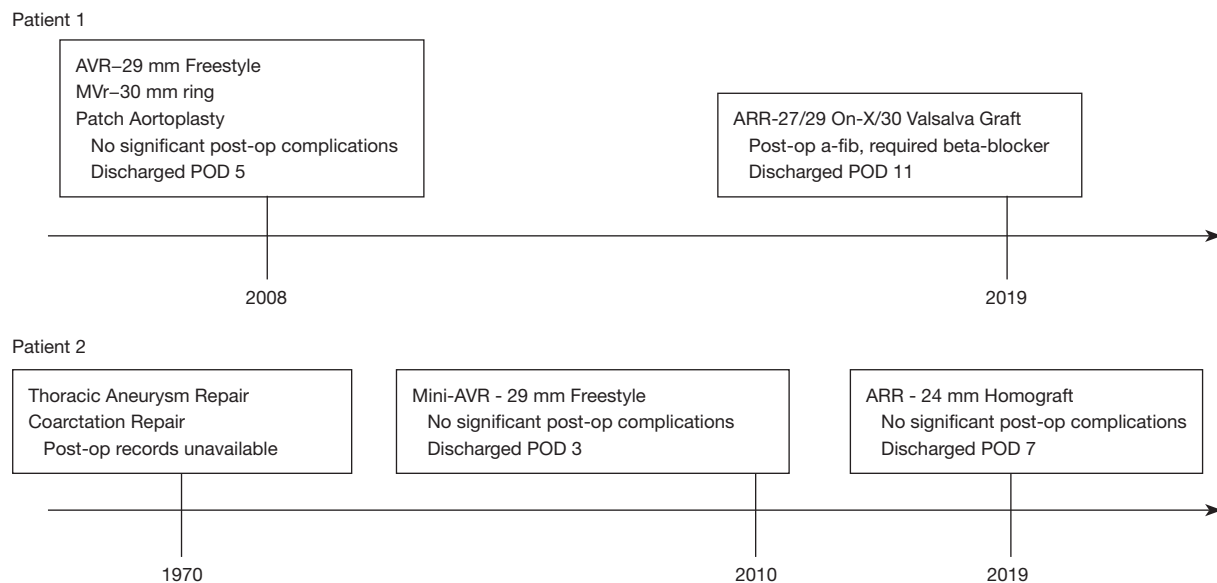 Patient 1
AVR–29 mm Freestyle
MVr–30 mm ring
Patch Aortoplasty
No significant post-op complications
Discharged POD 5
ARR-27/29 On-X/30 Valsalva Graft
Post-op a-fib, required beta-blocker
Discharged POD 11
2008
2019
Patient 2
Thoracic Aneurysm Repair
Coarctation Repair
Post-op records unavailable
Mini-AVR - 29 mm Freestyle
No significant post-op complications
Discharged POD 3
ARR - 24 mm Homograft
No significant post-op complications
Discharged POD 7
1970
2010
2019